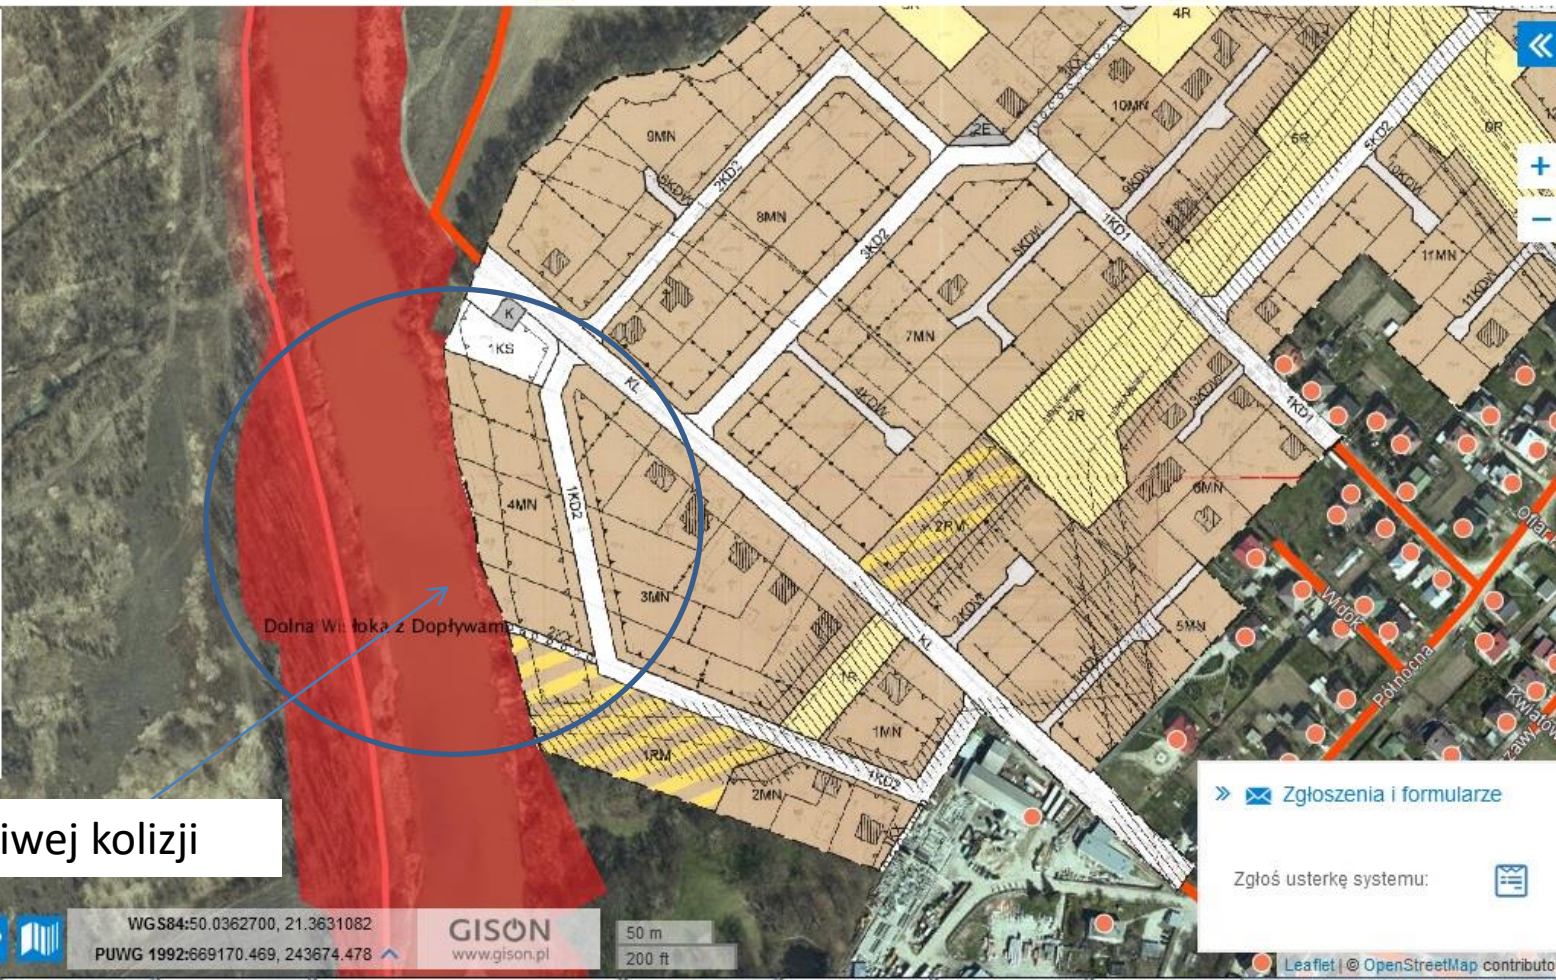 4R
10MN
9MN
2E
6R
5R
5KD2
2KD2
8MN
3KD2
1KD1
5KDW
11MN
11KDW
K
1KS
KL
7MN
4KDW
2R
1KD1
4MN
1KD2
2RM
6MN
3MN
Dolna Wisłoka z Dopływami
1R
KL
5MN
Widok
Północna
1MN
1RM
1KD2
2MN
iwej kolizji
Zgłoszenia i formularze
Zgłoś usterkę systemu:
WGS84:50.0362700, 21.3631082
PUWG 1992:669170.469, 243674.478
GISON
www.gison.pl
50 m
200 ft
Leaflet | © OpenStreetMap contributo